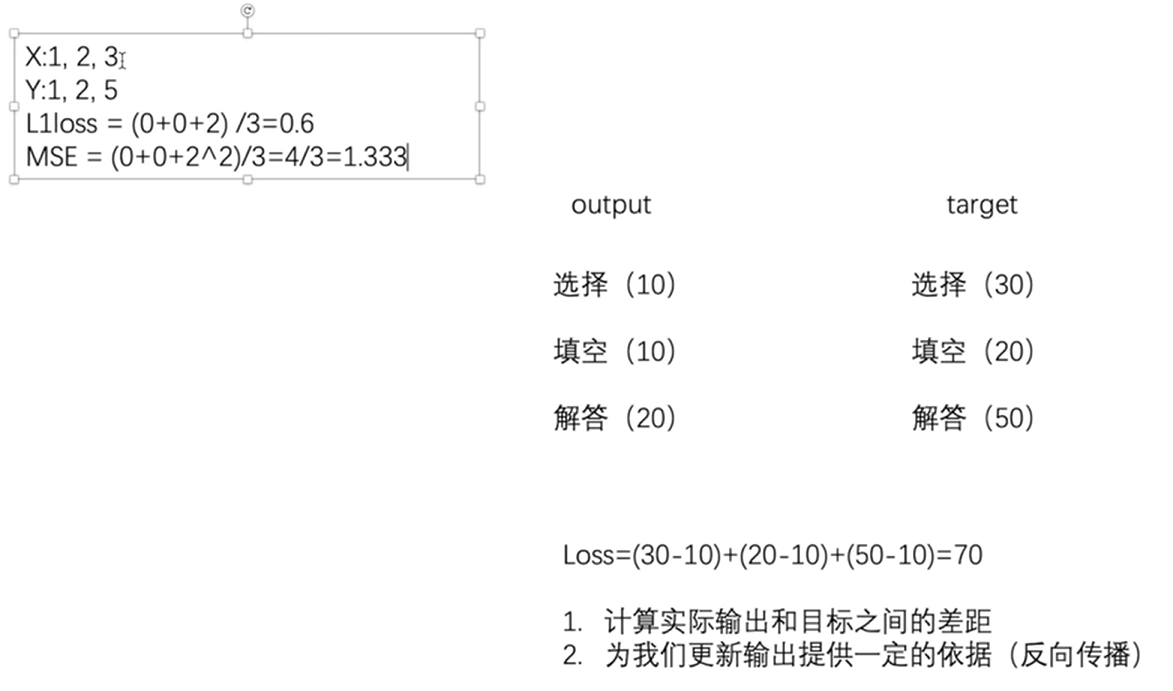 X:1, 2, 3
Y:1, 2, 5
L1loss = (0+0+2) /3=0.6
MSE = (0+0+2^2)/3=4/3=1.333
output target
选择（10） 选择（30）
填空（10） 填空（20）
解答（20） 解答（50）
Loss=(30-10)+(20-10)+(50-10)=70
1. 计算实际输出和目标之间的差距
2. 为我们更新输出提供一定的依据（反向传播）